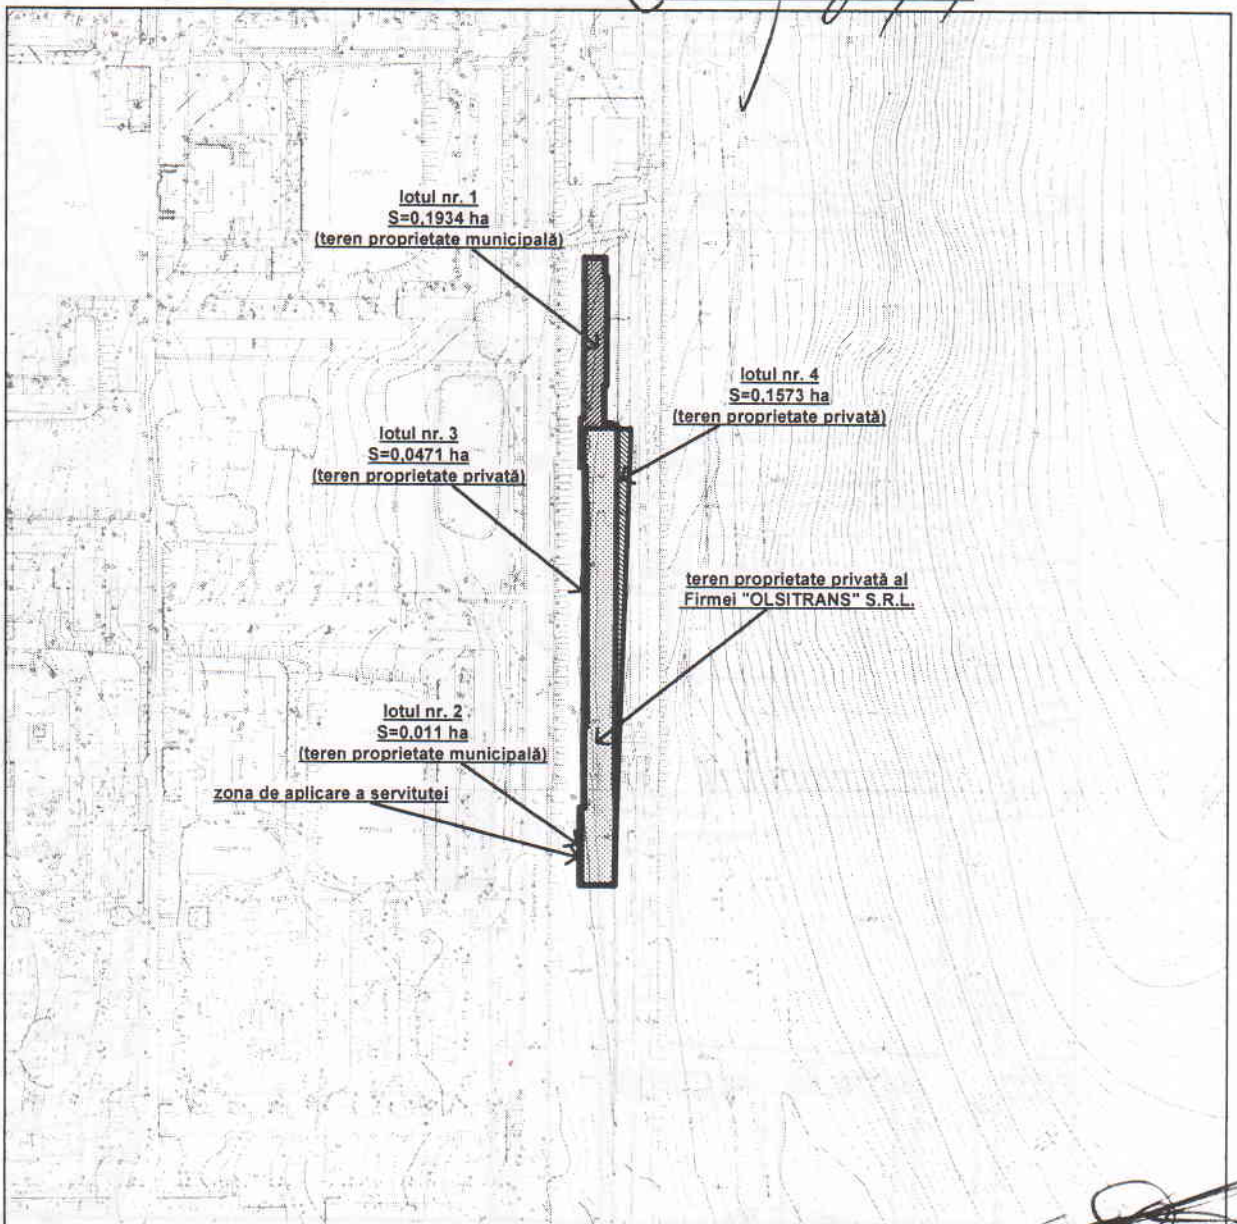 lotul nr. 1
S=0,1934 ha
(teren proprietate municipală)
lotul nr. 4
S=0,1573 ha
(teren proprietate privată)
lotul nr. 3
S=0,0471 ha
(teren proprietate privată)
teren proprietate privată al
Firmei "OLSITRANS" S.R.L.
lotul nr. 2
S=0,011 ha
(teren proprietate municipală)
zona de aplicare a servituței